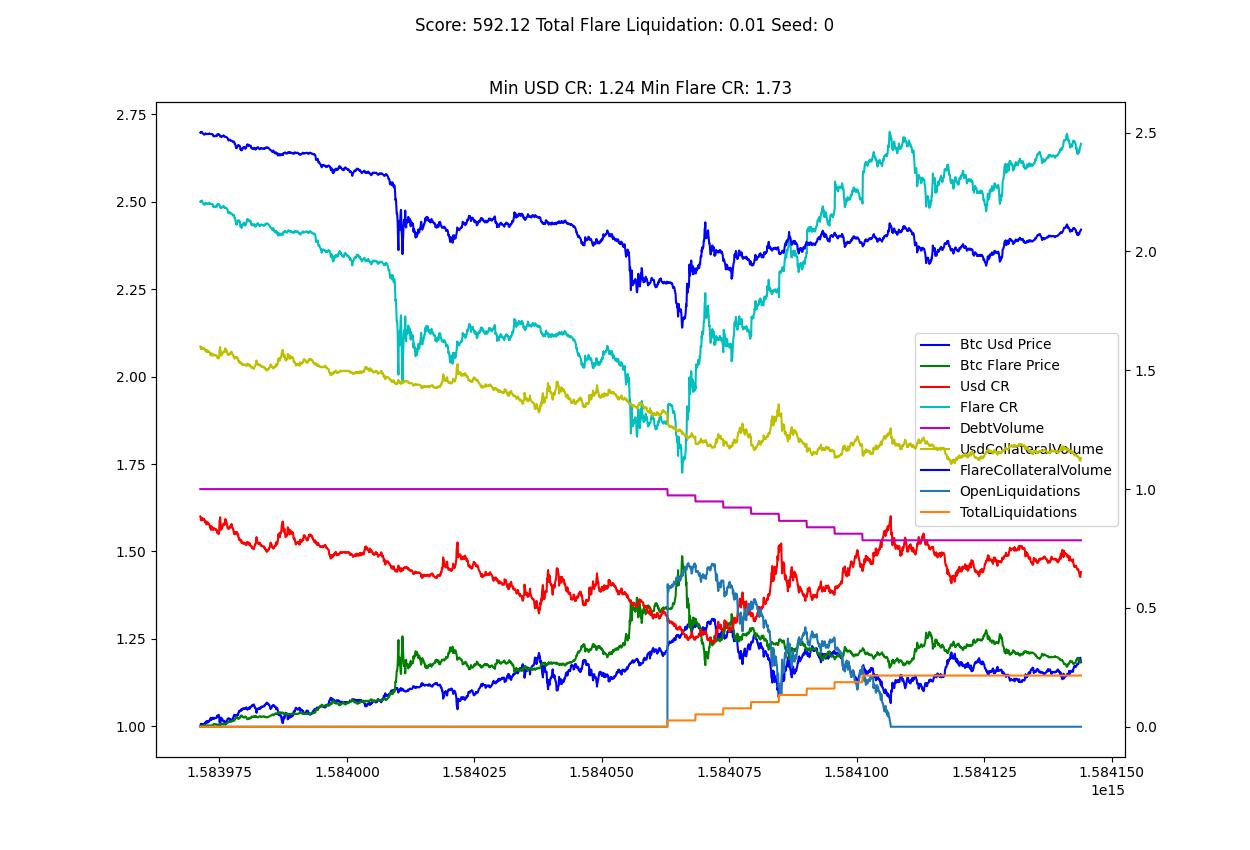 Score: 592.12 Total Flare Liquidation: 0.01 Seed: 0
Min USD CR: 1.24 Min Flare CR: 1.73
2.75
2.50
2.25
2.00
1.75
1.50
1.25
1.00
2.5
2.0
1.5
1.0
0.5
0.0
Btc Usd Price
Btc Flare Price
Usd CR
Flare CR
DebtVolume
UsdCollateralVolume
FlareCollateralVolume
OpenLiquidations
TotalLiquidations
1.583975 1.584000 1.584025 1.584050 1.584075 1.584100 1.584125 1.584150
1e15